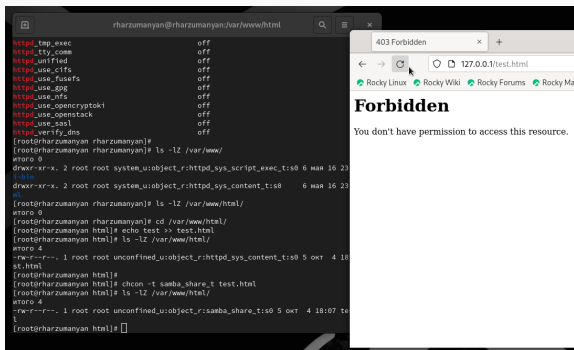 rharzumanyan@rharzumanyan:/var/www/html
httpd_tmp_exec off
httpd_tty_comm off
httpd_unified off
httpd_use_cifs off
httpd_use_fusefs off
httpd_use_gpg off
httpd_use_nfs off
httpd_use_opencryptoki off
httpd_use_openstack off
httpd_use_sasl off
httpd_verify_dns off
[root@rharzumanyan rharzumanyan]#
[root@rharzumanyan rharzumanyan]# ls -lZ /var/www/
итого 0
drwxr-xr-x. 2 root root system_u:object_r:httpd_sys_script_exec_t:s0 6 мая 16 23
i-bin
drwxr-xr-x. 2 root root system_u:object_r:httpd_sys_content_t:s0 6 мая 16 23
ml
[root@rharzumanyan rharzumanyan]# ls -lZ /var/www/html/
итого 0
[root@rharzumanyan rharzumanyan]# cd /var/www/html/
[root@rharzumanyan html]# echo test >> test.html
[root@rharzumanyan html]# ls -lZ /var/www/html/
итого 4
-rw-r--r--. 1 root root unconfined_u:object_r:httpd_sys_content_t:s0 5 окт 4 18
st.html
[root@rharzumanyan html]#
[root@rharzumanyan html]# chcon -t samba_share_t test.html
[root@rharzumanyan html]# ls -lZ /var/www/html/
итого 4
-rw-r--r--. 1 root root unconfined_u:object_r:samba_share_t:s0 5 окт 4 18:07 te
l
[root@rharzumanyan html]#
403 Forbidden
127.0.0.1/test.html
Rocky Linux Rocky Wiki Rocky Forums Rocky Ma
Forbidden
You don't have permission to access this resource.